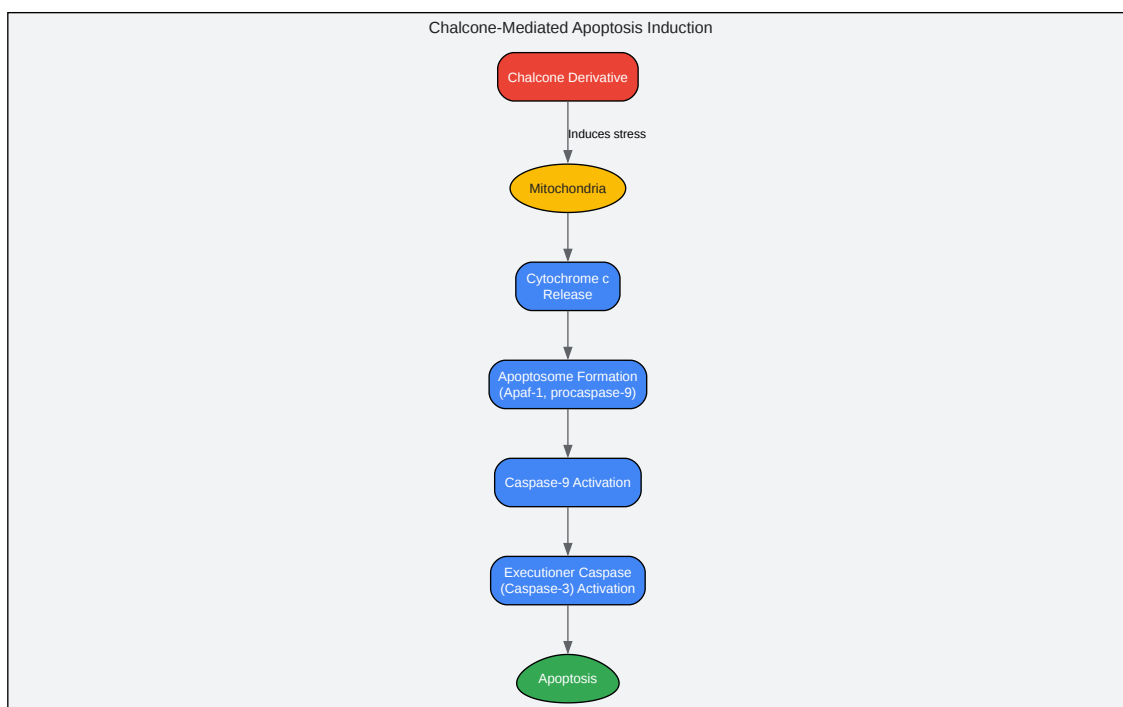 Chalcone-Mediated Apoptosis Induction
Chalcone Derivative
Induces stress
Mitochondria
Cytochrome c
Release
Apoptosome Formation
(Apaf-1, procaspase-9)
Caspase-9 Activation
Executioner Caspase
(Caspase-3) Activation
Apoptosis